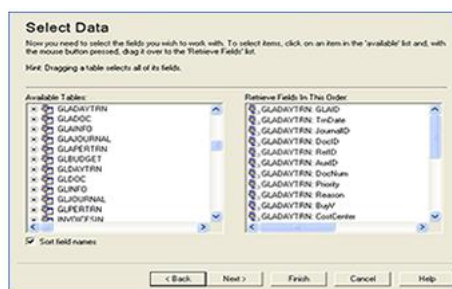 Select Data
Now you need to select the fields you wish to work with. To select items, click on an item in the 'available' list and, with
the mouse button pressed, drag it over to the 'Retrieve Fields' list.
Hint: Dragging a table selects all of its fields.
Available Tables:
GLADAYTRN
GLADOC
GLAINFO
GLAJOURNAL
GLAPERTRN
GLBUDGET
GLDAYTRN
GLDOC
GLINFO
GLJOURNAL
GLPERTRN
INVOICESIN
Sort field names
Retrieve Fields In This Order:
GLADAYTRN: GLAID
GLADAYTRN: TrnDate
GLADAYTRN: JournalID
GLADAYTRN: DocID
GLADAYTRN: RelID
GLADAYTRN: AuxID
GLADAYTRN: DocNum
GLADAYTRN: Priority
GLADAYTRN: Reason
GLADAYTRN: BuyV
GLADAYTRN: CostCenter
< Back
Next >
Finish
Cancel
Help